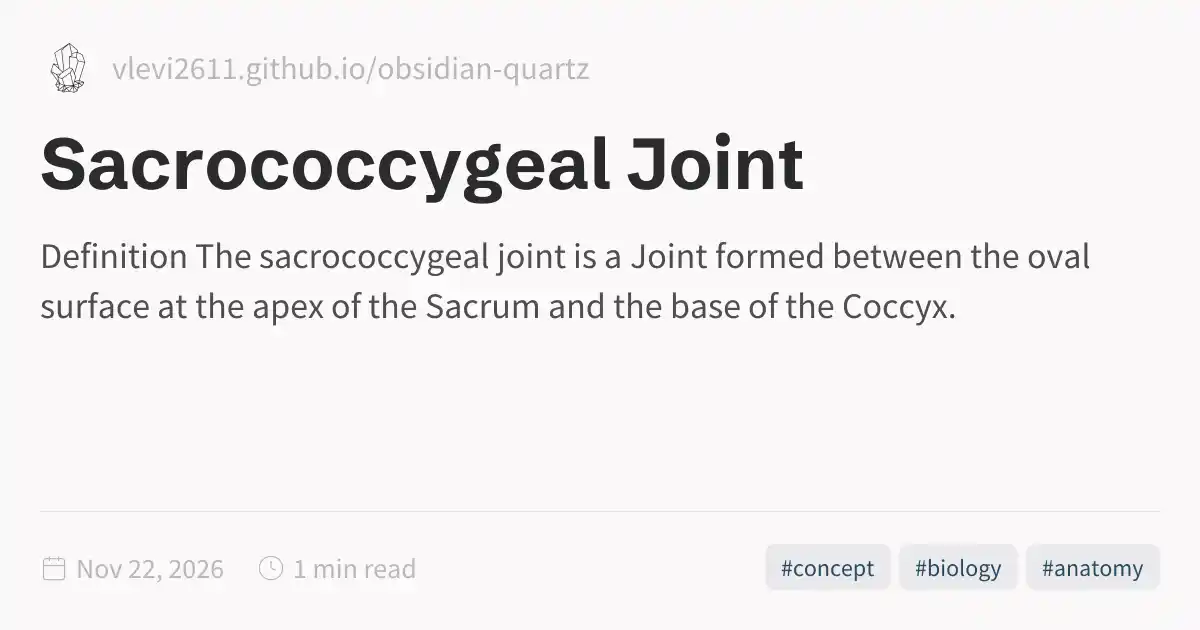 vlevi2611.github.io/obsidian-quartz
Sacrococcygeal Joint
Definition The sacrococcygeal joint is a Joint formed between the oval
surface at the apex of the Sacrum and the base of the Coccyx.
Nov 22, 2026 1 min read #concept #biology #anatomy